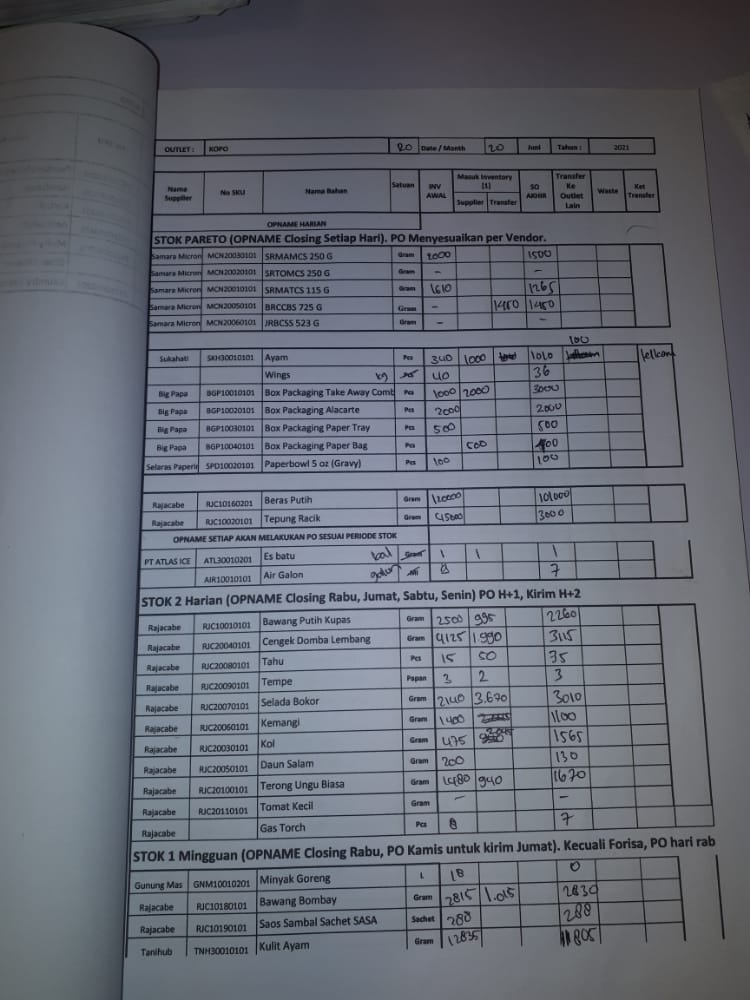 OUTLET : KOPO 20 Date / Month 20 Juni Tahun : 2021
Nama Supplier No SKU Nama Bahan Satuan INV AWAL Masuk Inventory [1] Supplier Transfer SO AKHIR Transfer Ke Outlet Lain Waste Ket Transfer
OPNAME HARIAN
STOK PARETO (OPNAME Closing Setiap Hari). PO Menyesuaikan per Vendor.
Samara Micron MCN20030101 SRMAMCS 250 G Gram 2000 1500
Samara Micron MCN20020101 SRTOMCS 250 G Gram - -
Samara Micron MCN20010101 SRMATCS 115 G Gram 1610 1265
Samara Micron MCN20050101 BRCCBS 725 G Gram - 1450 1450
Samara Micron MCN20060101 JRBCSS 523 G Gram - -
100
Sukahati SKH30010101 Ayam Pcs 340 1000 1010
Wings kg 40 36
Big Papa BGP10010101 Box Packaging Take Away Comb Pcs 1000 2000 3000
Big Papa BGP10020101 Box Packaging Alacarte Pcs 2000 2000
Big Papa BGP10030101 Box Packaging Paper Tray Pcs 500 500
Big Papa BGP10040101 Box Packaging Paper Bag Pcs 500 400
Selaras Paperin SPD10020101 Paperbowl 5 oz (Gravy) Pcs 100 100
Rajacabe RJC10160201 Beras Putih Gram 101000
Rajacabe RJC10020101 Tepung Racik Gram 3000
OPNAME SETIAP AKAN MELAKUKAN PO SESUAI PERIODE STOK
PT ATLAS ICE ATL30010201 Es batu bal Gram 1 1 1
AIR10010101 Air Galon galon 8 7
STOK 2 Harian (OPNAME Closing Rabu, Jumat, Sabtu, Senin) PO H+1, Kirim H+2
Rajacabe RJC10010101 Bawang Putih Kupas Gram 2500 995 2260
Rajacabe RJC20040101 Cengek Domba Lembang Gram 4125 1.990 3115
Rajacabe RJC20080101 Tahu Pcs 15 50 35
Rajacabe RJC20090101 Tempe Papan 3 2 3
Rajacabe RJC20070101 Selada Bokor Gram 2140 3.670 3010
Rajacabe RJC20060101 Kemangi Gram 1400 1100
Rajacabe RJC20030101 Kol Gram 475 1565
Rajacabe RJC20050101 Daun Salam Gram 200 130
Rajacabe RJC20100101 Terong Ungu Biasa Gram 1480 940 1670
Rajacabe RJC20110101 Tomat Kecil Gram - -
Rajacabe Gas Torch Pcs 8 7
STOK 1 Mingguan (OPNAME Closing Rabu, PO Kamis untuk kirim Jumat). Kecuali Forisa, PO hari rab
Gunung Mas GNM10010201 Minyak Goreng L 18 0
Rajacabe RJC10180101 Bawang Bombay Gram 2815 1.015 2830
Rajacabe RJC10190101 Saos Sambal Sachet SASA Sachet 288 288
Tanihub TNH30010101 Kulit Ayam Gram 12835 11805